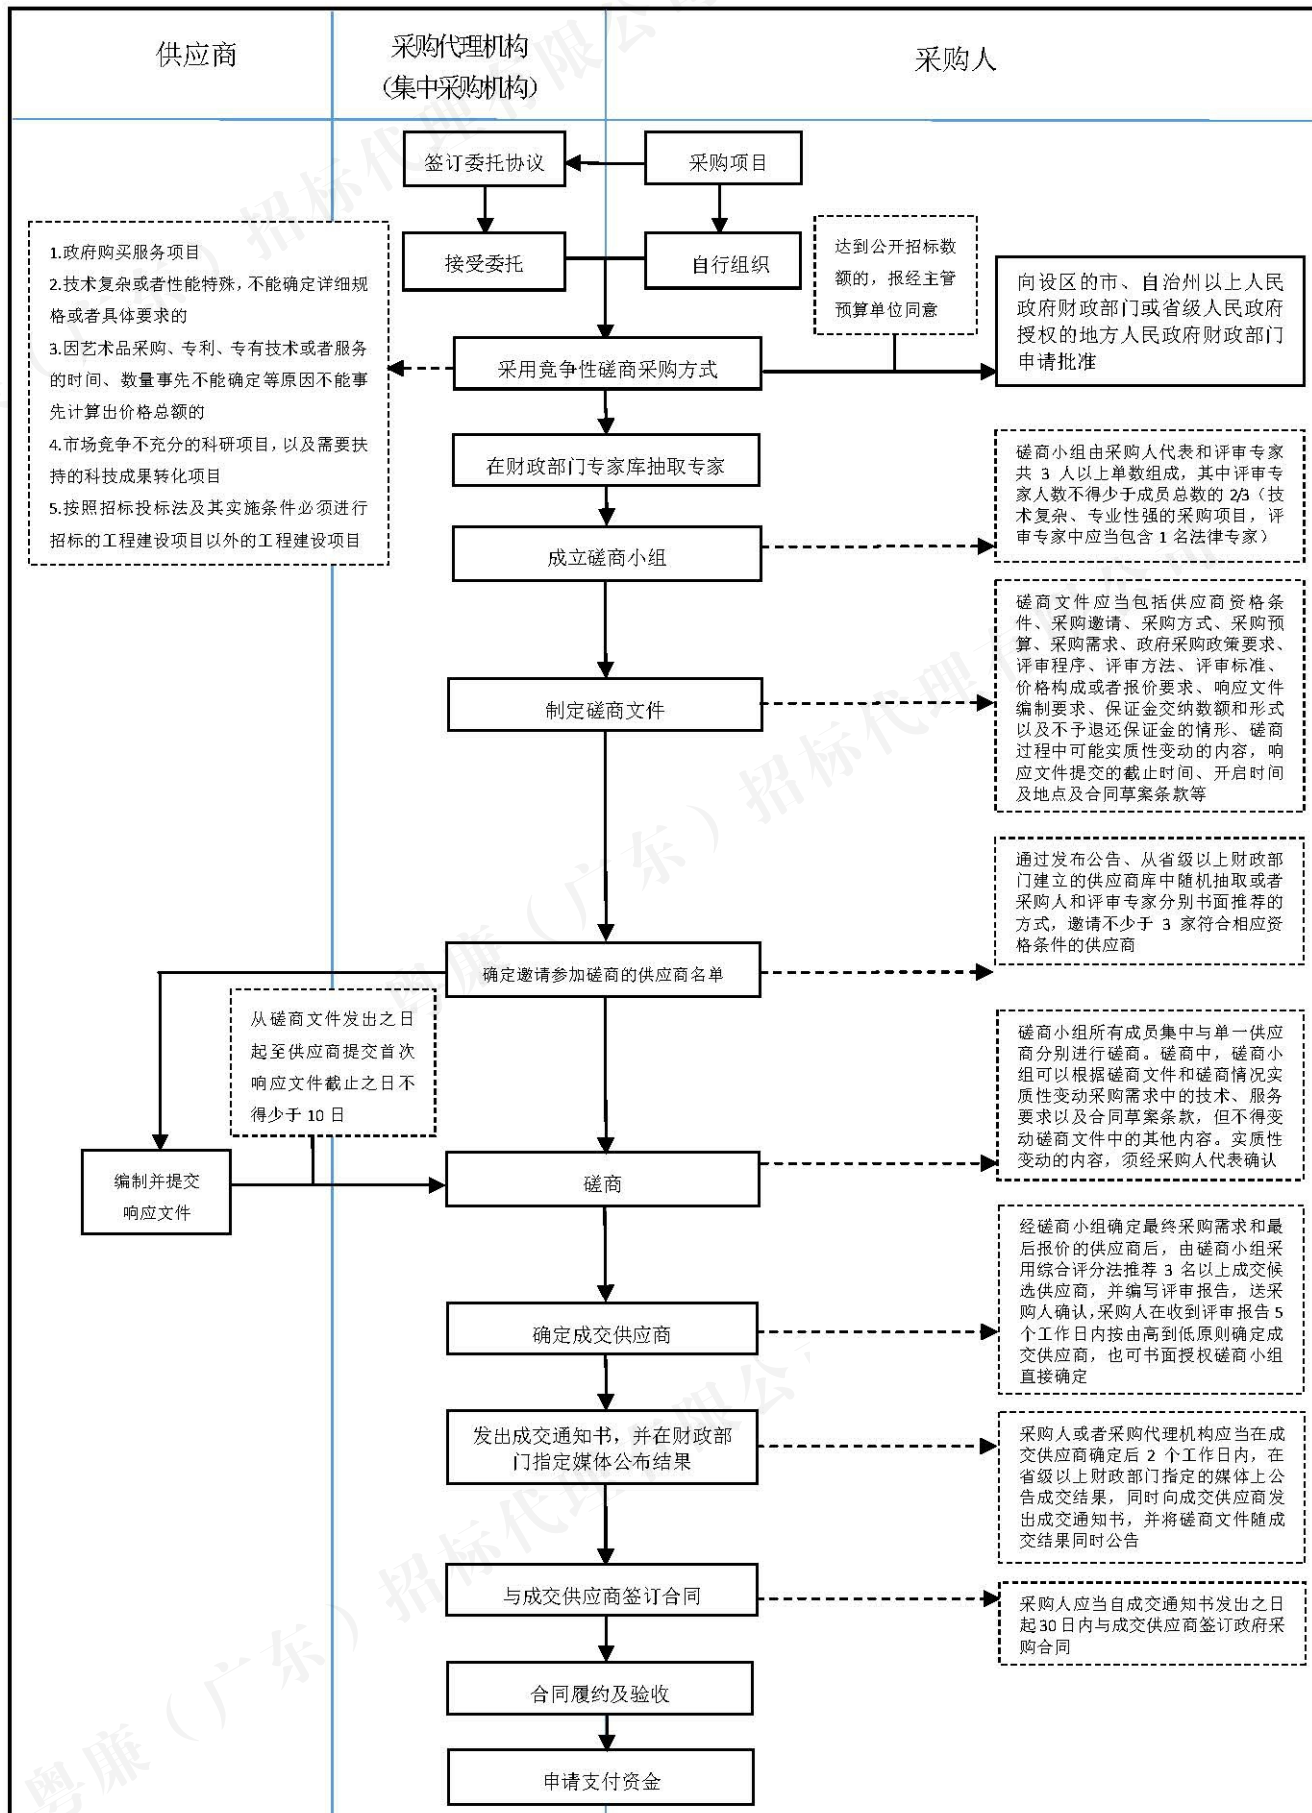 供应商
采购代理机构
（集中采购机构）
采购人
签订委托协议
采购项目
接受委托
自行组织
达到公开招标数
额的，报经主管
预算单位同意
向设区的市、自治州以上人民
政府财政部门或省级人民政府
授权的地方人民政府财政部门
申请批准
1.政府购买服务项目
2.技术复杂或者性能特殊，不能确定详细规
格或者具体要求的
3.因艺术品采购、专利、专有技术或者服务
的时间、数量事先不能确定等原因不能事
先计算出价格总额的
4.市场竞争不充分的科研项目，以及需要扶
持的科技成果转化项目
5.按照招标投标法及其实施条件必须进行
招标的工程建设项目以外的工程建设项目
采用竞争性磋商采购方式
在财政部门专家库抽取专家
磋商小组由采购人代表和评审专家
共 3 人以上单数组成，其中评审专
家人数不得少于成员总数的 2/3（技
术复杂、专业性强的采购项目，评
审专家中应当包含 1 名法律专家）
成立磋商小组
磋商文件应当包括供应商资格条
件、采购邀请、采购方式、采购预
算、采购需求、政府采购政策要求、
评审程序、评审方法、评审标准、
价格构成或者报价要求、响应文件
编制要求、保证金交纳数额和形式
以及不予退还保证金的情形、磋商
过程中可能实质性变动的内容，响
应文件提交的截止时间、开启时间
及地点及合同草案条款等
制定磋商文件
通过发布公告、从省级以上财政部
门建立的供应商库中随机抽取或者
采购人和评审专家分别书面推荐的
方式，邀请不少于 3 家符合相应资
格条件的供应商
确定邀请参加磋商的供应商名单
从磋商文件发出之日
起至供应商提交首次
响应文件截止之日不
得少于 10 日
磋商小组所有成员集中与单一供应
商分别进行磋商。磋商中，磋商小
组可以根据磋商文件和磋商情况实
质性变动采购需求中的技术、服务
要求以及合同草案条款，但不得变
动磋商文件中的其他内容。实质性
变动的内容，须经采购人代表确认
编制并提交
响应文件
磋商
经磋商小组确定最终采购需求和最
后报价的供应商后，由磋商小组采
用综合评分法推荐 3 名以上成交候
选供应商，并编写评审报告，送采
购人确认，采购人在收到评审报告 5
个工作日内按由高到低原则确定成
交供应商，也可书面授权磋商小组
直接确定
确定成交供应商
发出成交通知书，并在财政部
门指定媒体公布结果
采购人或者采购代理机构应当在成
交供应商确定后 2 个工作日内，在
省级以上财政部门指定的媒体上公
告成交结果，同时向成交供应商发
出成交通知书，并将磋商文件随成
交结果同时公告
与成交供应商签订合同
采购人应当自成交通知书发出之日
起 30 日内与成交供应商签订政府采
购合同
合同履约及验收
申请支付资金
粤廉（广东）招标代理有限公司
粤廉（广东）招标代理有限公司
（广东）招标代理有限公司